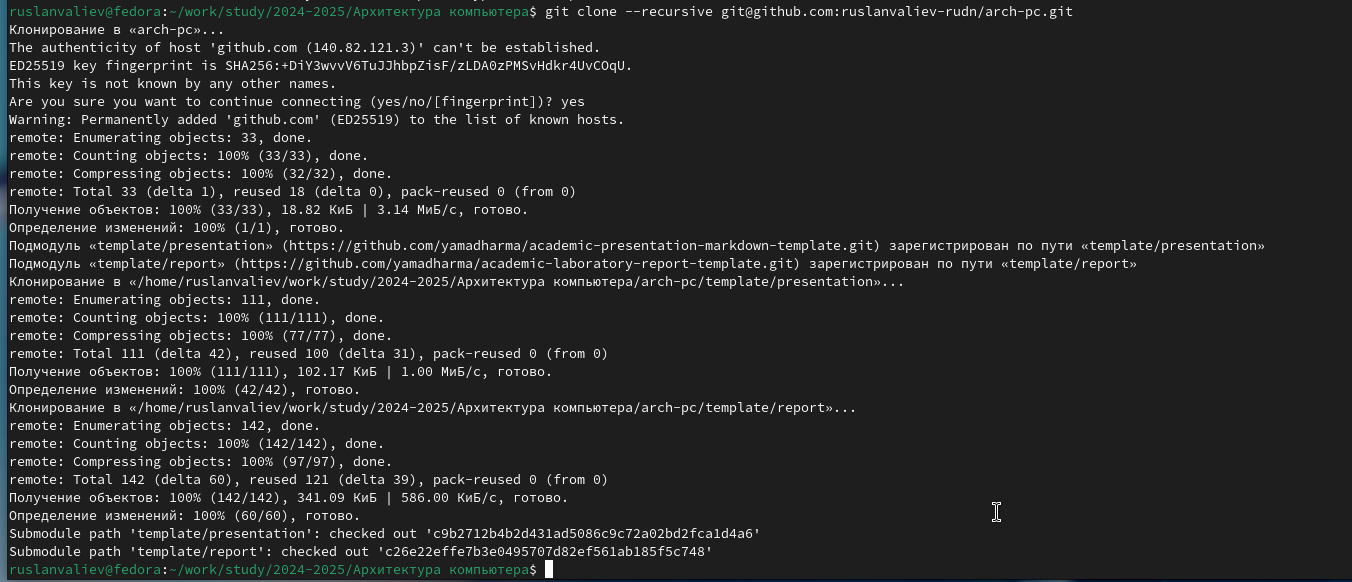 ruslanvaliev@fedora:~/work/study/2024-2025/Архитектура компьютера$ git clone --recursive git@github.com:ruslanvaliev-rudn/arch-pc.git
Клонирование в «arch-pc»...
The authenticity of host 'github.com (140.82.121.3)' can't be established.
ED25519 key fingerprint is SHA256:+DiY3wvvV6TuJJhbpZisF/zLDA0zPMSvHdkr4UvCOqU.
This key is not known by any other names.
Are you sure you want to continue connecting (yes/no/[fingerprint])? yes
Warning: Permanently added 'github.com' (ED25519) to the list of known hosts.
remote: Enumerating objects: 33, done.
remote: Counting objects: 100% (33/33), done.
remote: Compressing objects: 100% (32/32), done.
remote: Total 33 (delta 1), reused 18 (delta 0), pack-reused 0 (from 0)
Получение объектов: 100% (33/33), 18.82 КиБ | 3.14 МиБ/с, готово.
Определение изменений: 100% (1/1), готово.
Подмодуль «template/presentation» (https://github.com/yamadharma/academic-presentation-markdown-template.git) зарегистрирован по пути «template/presentation»
Подмодуль «template/report» (https://github.com/yamadharma/academic-laboratory-report-template.git) зарегистрирован по пути «template/report»
Клонирование в «/home/ruslanvaliev/work/study/2024-2025/Архитектура компьютера/arch-pc/template/presentation»...
remote: Enumerating objects: 111, done.
remote: Counting objects: 100% (111/111), done.
remote: Compressing objects: 100% (77/77), done.
remote: Total 111 (delta 42), reused 100 (delta 31), pack-reused 0 (from 0)
Получение объектов: 100% (111/111), 102.17 КиБ | 1.00 МиБ/с, готово.
Определение изменений: 100% (42/42), готово.
Клонирование в «/home/ruslanvaliev/work/study/2024-2025/Архитектура компьютера/arch-pc/template/report»...
remote: Enumerating objects: 142, done.
remote: Counting objects: 100% (142/142), done.
remote: Compressing objects: 100% (97/97), done.
remote: Total 142 (delta 60), reused 121 (delta 39), pack-reused 0 (from 0)
Получение объектов: 100% (142/142), 341.09 КиБ | 586.00 КиБ/с, готово.
Определение изменений: 100% (60/60), готово.
Submodule path 'template/presentation': checked out 'c9b2712b4b2d431ad5086c9c72a02bd2fca1d4a6'
Submodule path 'template/report': checked out 'c26e22effe7b3e0495707d82ef561ab185f5c748'
ruslanvaliev@fedora:~/work/study/2024-2025/Архитектура компьютера$